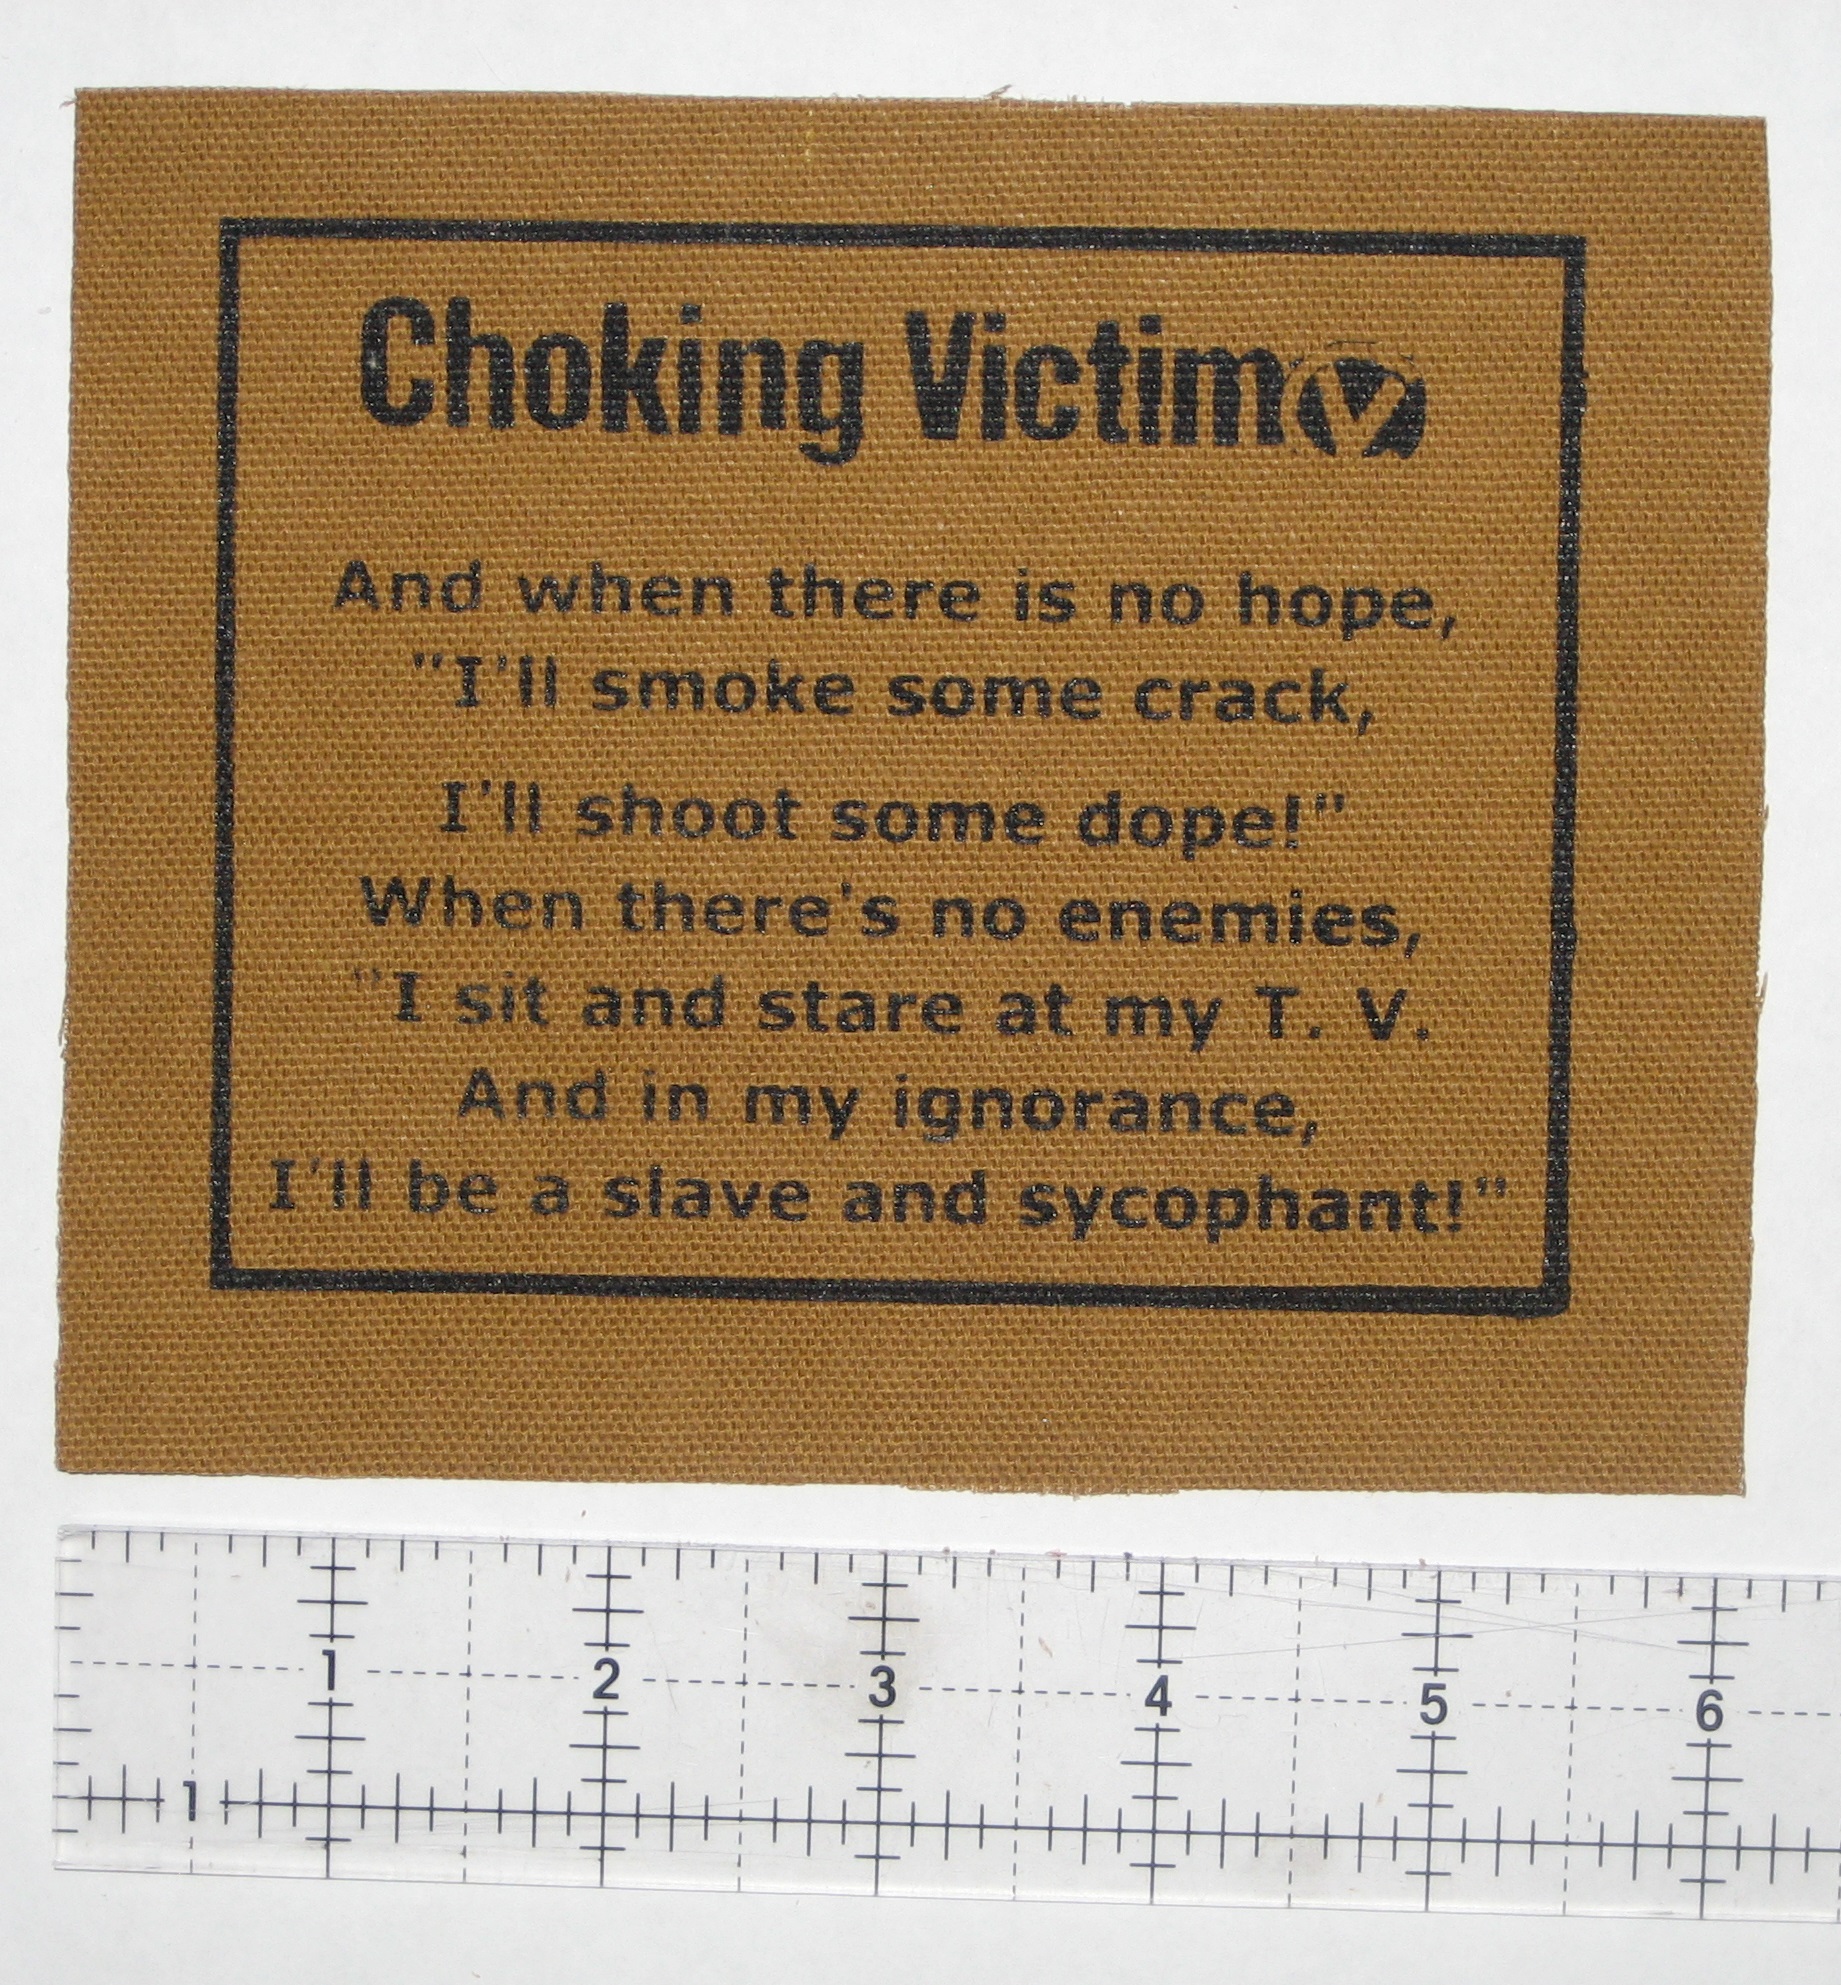 Choking Victim
And when there is no hope,
"I'll smoke some crack,
I'll shoot some dope!"
When there's no enemies,
"I sit and stare at my T. V.
And in my ignorance,
I'll be a slave and sycophant!"
1 2 3 4 5 6
1